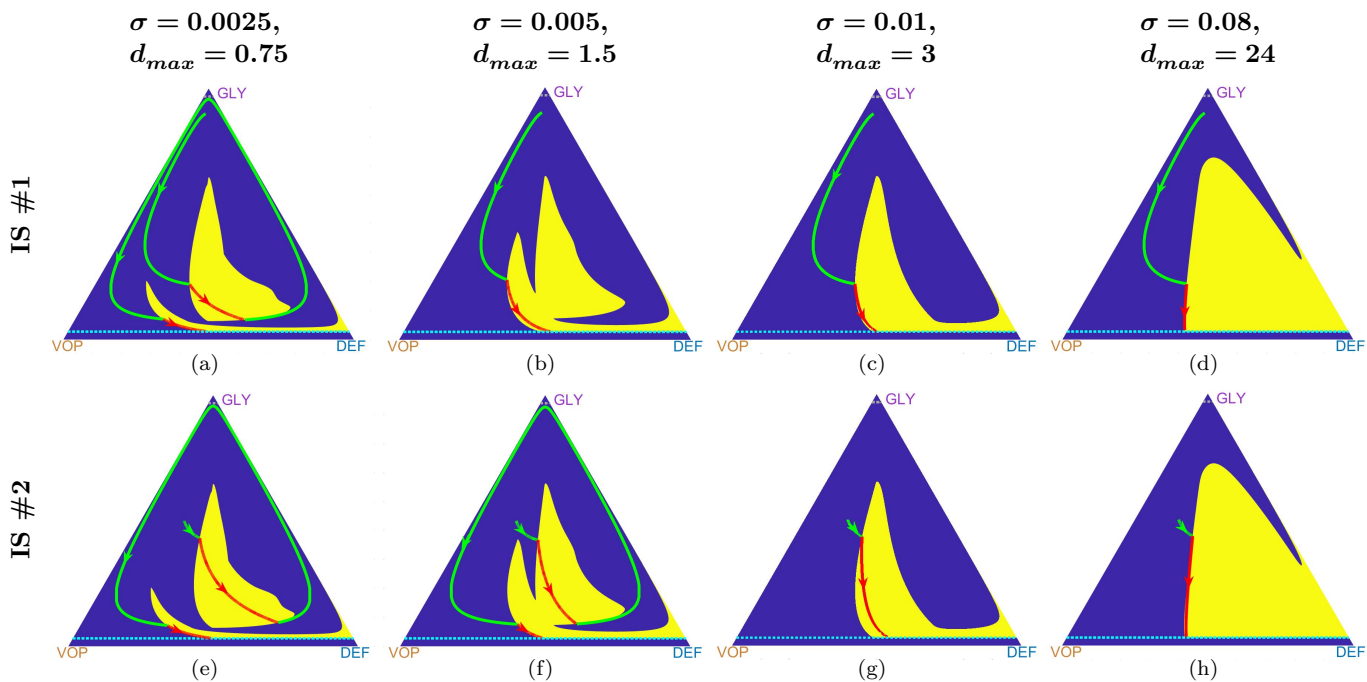 σ = 0.0025,
d_max = 0.75
σ = 0.005,
d_max = 1.5
σ = 0.01,
d_max = 3
σ = 0.08,
d_max = 24
IS #1
GLY
VOP
DEF
(a)
GLY
VOP
DEF
(b)
GLY
VOP
DEF
(c)
GLY
VOP
DEF
(d)
IS #2
GLY
VOP
DEF
(e)
GLY
VOP
DEF
(f)
GLY
VOP
DEF
(g)
GLY
VOP
DEF
(h)